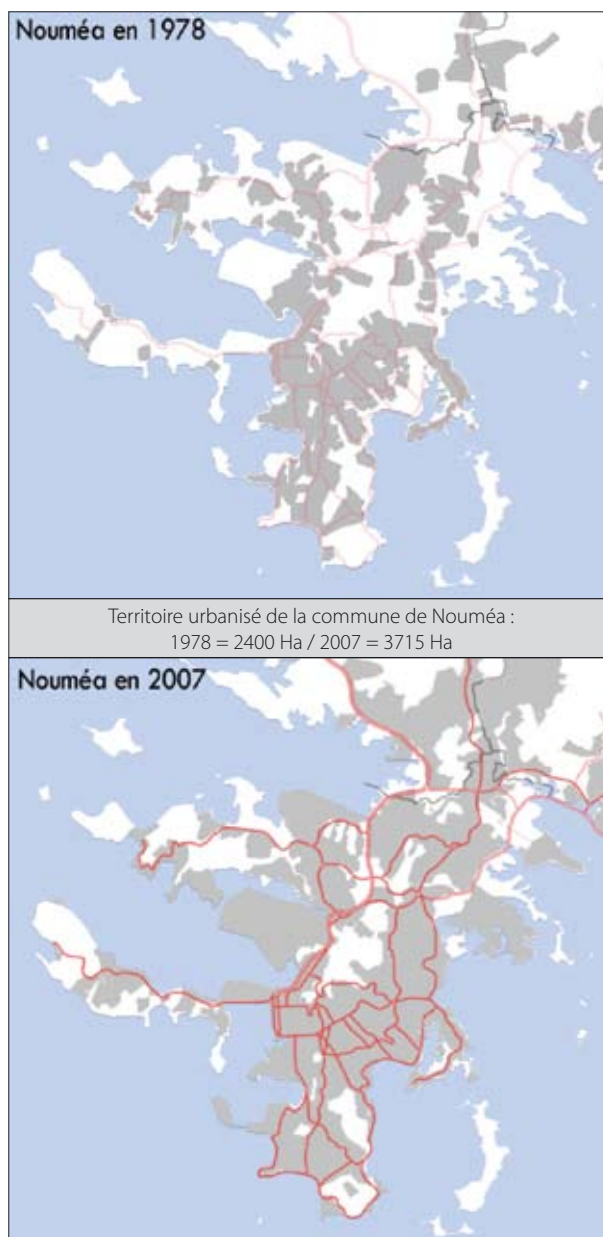 Nouméa en 1978
Territoire urbanisé de la commune de Nouméa :
1978 = 2400 Ha / 2007 = 3715 Ha
Nouméa en 2007